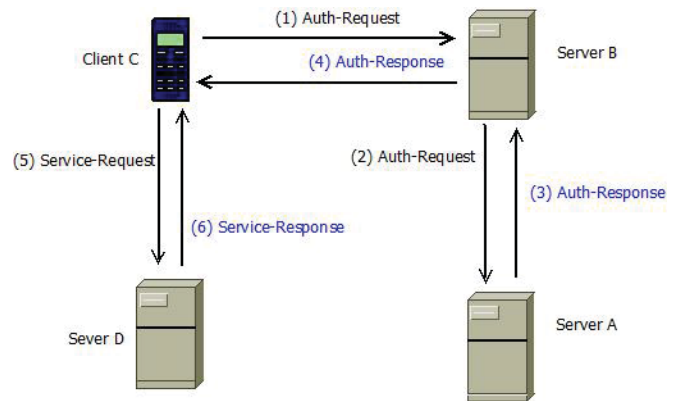 (1) Auth-Request
Client C
(4) Auth-Response
Server B
(5) Service-Request
(2) Auth-Request
(3) Auth-Response
(6) Service-Response
Sever D
Server A